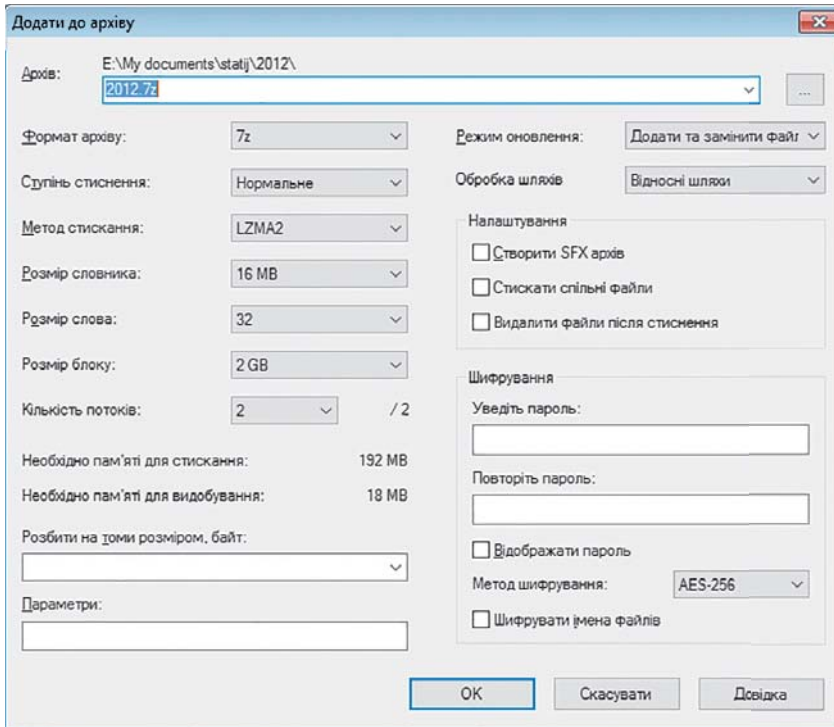 Додати до архіву
Архів:
E:\My documents\statij\2012\
2012.7z
...
Формат архіву:
7z
Ступінь стиснення:
Нормальне
Метод стискання:
LZMA2
Розмір словника:
16 MB
Розмір слова:
32
Розмір блоку:
2 GB
Кількість потоків:
2
/ 2
Необхідно пам'яті для стискання:
192 MB
Необхідно пам'яті для видобування:
18 MB
Розбити на томи розміром, байт:
Параметри:
Режим оновлення:
Додати та замінити файл
Обробка шляхів
Відносні шляхи
Налаштування
Створити SFX архів
Стискати спільні файли
Видалити файли після стиснення
Шифрування
Уведіть пароль:
Повторіть пароль:
Відображати пароль
Метод шифрування:
AES-256
Шифрувати імена файлів
OK
Скасувати
Довідка